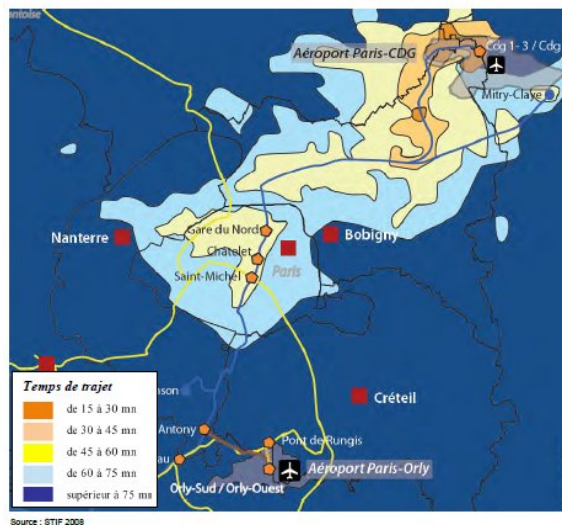 Aéroport Paris-CDG
Cdg 1- 3 / Cdg
Mitry-Claye
Nanterre
Gare du Nord
Bobigny
Chatelet
Paris
Saint-Michel
Temps de trajet
de 15 à 30 mn
de 30 à 45 mn
de 45 à 60 mn
de 60 à 75 mn
supérieur à 75 mn
Créteil
Antony
Pont de Rungis
Aéroport Paris-Orly
Orly-Sud / Orly-Ouest
Source : STIF 2008